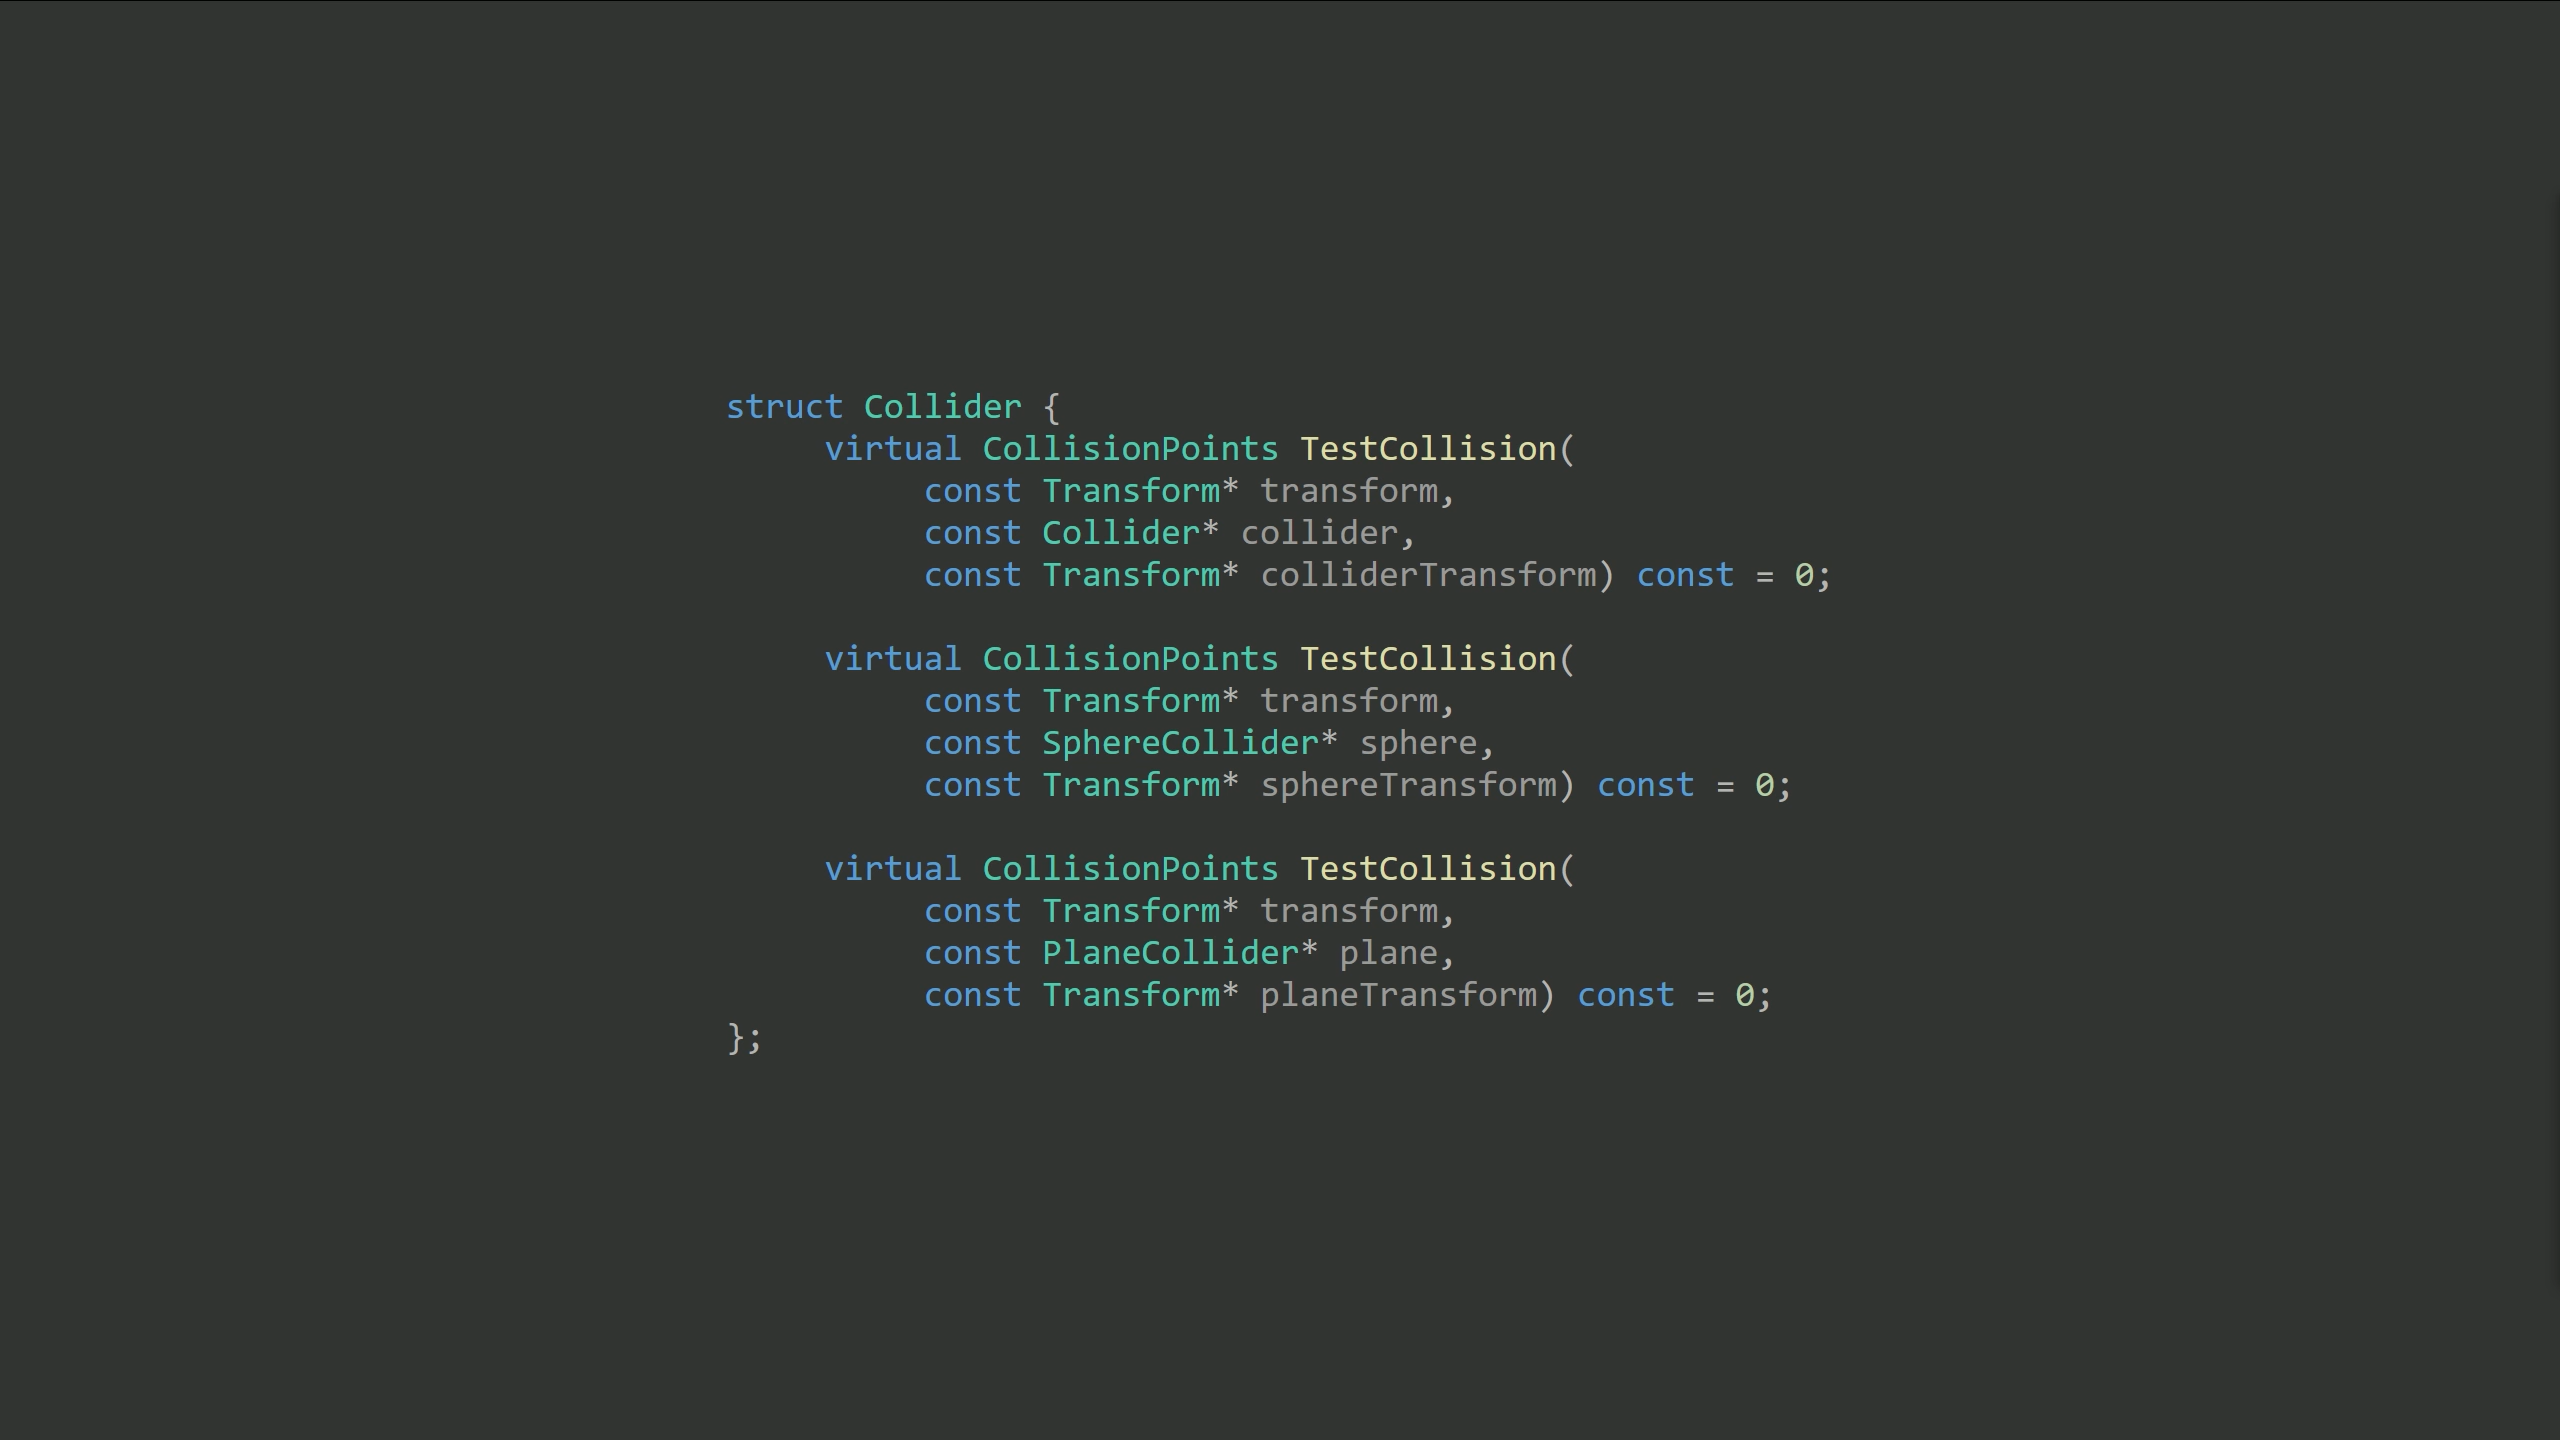 struct Collider {
virtual CollisionPoints TestCollision(
const Transform* transform,
const Collider* collider,
const Transform* colliderTransform) const = 0;
virtual CollisionPoints TestCollision(
const Transform* transform,
const SphereCollider* sphere,
const Transform* sphereTransform) const = 0;
virtual CollisionPoints TestCollision(
const Transform* transform,
const PlaneCollider* plane,
const Transform* planeTransform) const = 0;
};